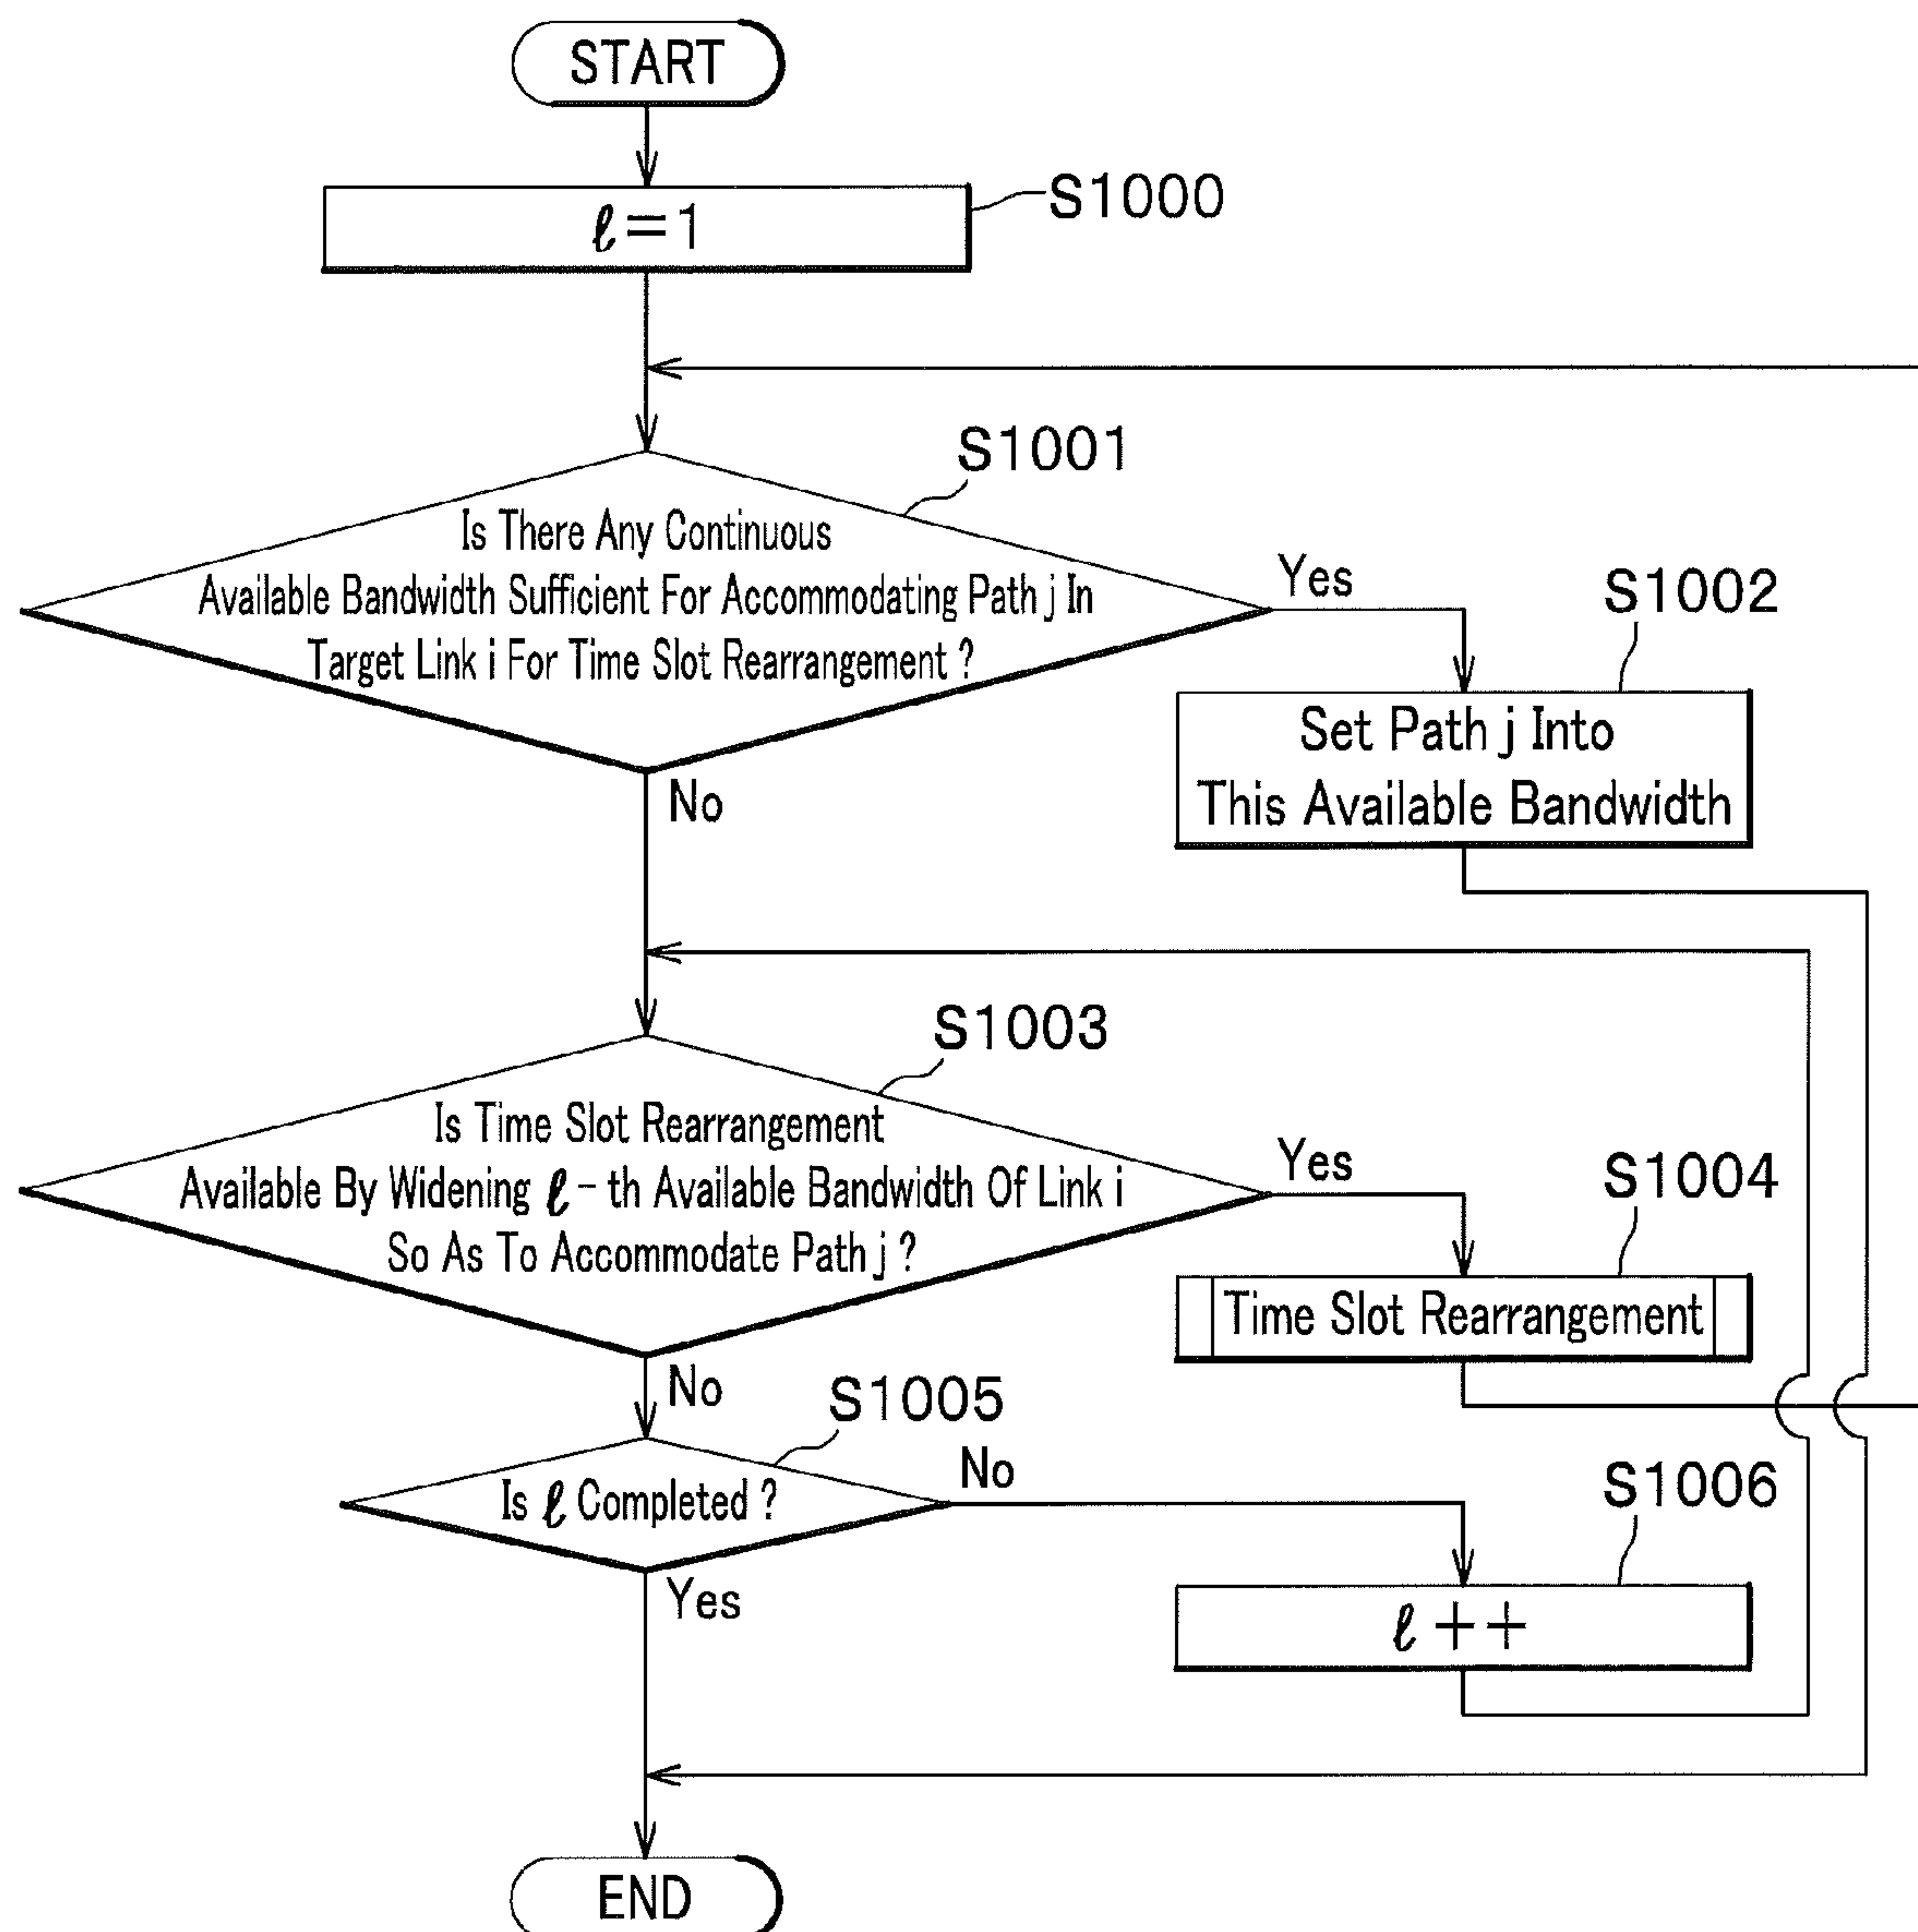 START
ℓ=1
S1000
S1001
Is There Any Continuous
Available Bandwidth Sufficient For Accommodating Path j In
Target Link i For Time Slot Rearrangement ?
Yes
S1002
Set Path j Into
This Available Bandwidth
No
S1003
Is Time Slot Rearrangement
Available By Widening ℓ - th Available Bandwidth Of Link i
So As To Accommodate Path j ?
Yes
S1004
Time Slot Rearrangement
No
S1005
Is ℓ Completed ?
No
S1006
ℓ ++
Yes
END